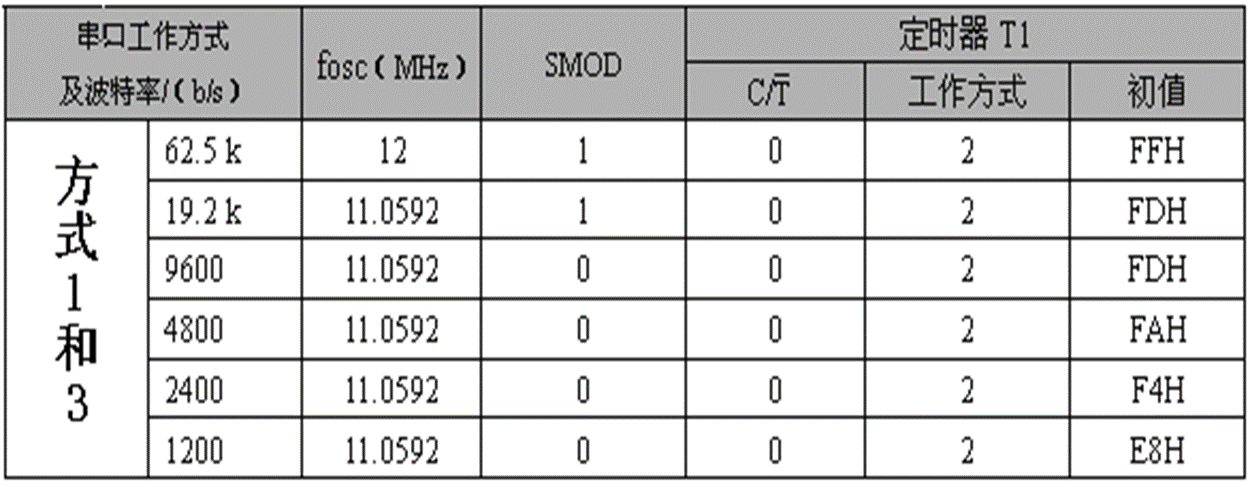 串口工作方式
及波特率/(b/s)
fosc(MHz)
SMOD
定时器 T1
C/T̅
工作方式
初值
方式1和3
62.5 k 12 1 0 2 FFH
19.2 k 11.0592 1 0 2 FDH
9600 11.0592 0 0 2 FDH
4800 11.0592 0 0 2 FAH
2400 11.0592 0 0 2 F4H
1200 11.0592 0 0 2 E8H